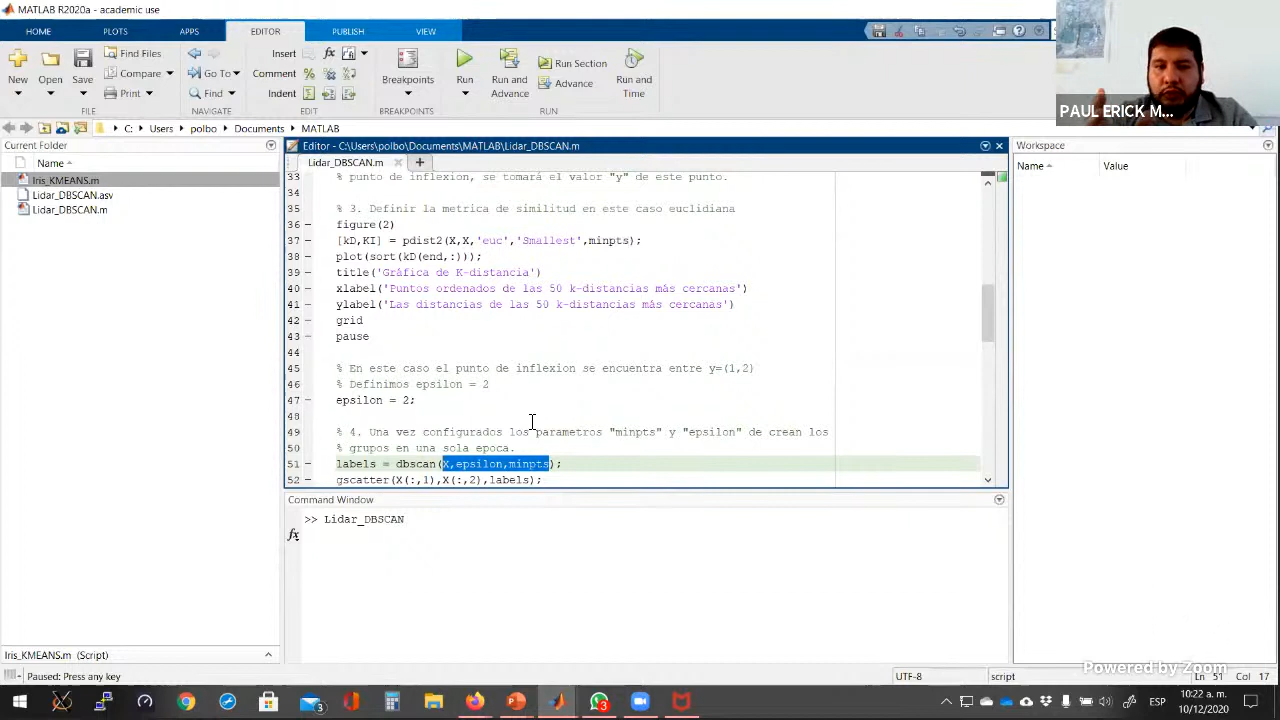 MATLAB R2020a - academic use
HOME PLOTS APPS EDITOR PUBLISH VIEW
New Open Save Find Files Compare Print
FILE
Go To Find
NAVIGATE
Insert Comment Indent
EDIT
Breakpoints
BREAKPOINTS
Run Run and Advance Run Section Advance Run and Time
RUN
PAUL ERICK M...
C: Users polbo Documents MATLAB
Current Folder
Name
Iris_KMEANS.m
Lidar_DBSCAN.asv
Lidar_DBSCAN.m
Editor - C:\Users\polbo\Documents\MATLAB\Lidar_DBSCAN.m
Lidar_DBSCAN.m
33 % punto de inflexion, se tomará el valor "y" de este punto.
34
35 % 3. Definir la metrica de similitud en este caso euclidiana
36 figure(2)
37 [kD,KI] = pdist2(X,X,'euc','Smallest',minpts);
38 plot(sort(kD(end,:)));
39 title('Gráfica de K-distancia')
40 xlabel('Puntos ordenados de las 50 k-distancias más cercanas')
41 ylabel('Las distancias de las 50 k-distancias más cercanas')
42 grid
43 pause
44
45 % En este caso el punto de inflexion se encuentra entre y=(1,2)
46 % Definimos epsilon = 2
47 epsilon = 2;
48
49 % 4. Una vez configurados los parametros "minpts" y "epsilon" de crean los
50 % grupos en una sola epoca.
51 labels = dbscan(X,epsilon,minpts);
52 gscatter(X(:,1),X(:,2),labels);
Command Window
>> Lidar_DBSCAN
fx
Workspace
Name Value
Iris_KMEANS.m (Script)
Paused: Press any key
UTF-8 script Ln 51 Col 17
Powered by Zoom
3
3
ESP
10:22 a. m.
10/12/2020